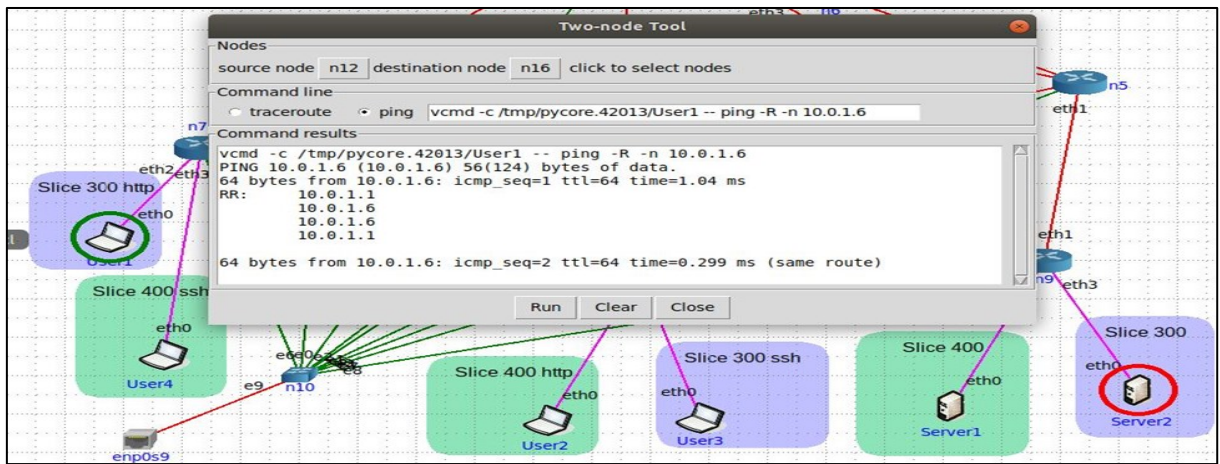 eth3
Two-node Tool
Nodes
source node n12 destination node n16 click to select nodes
Command line
traceroute ping vcmd -c /tmp/pycore.42013/User1 -- ping -R -n 10.0.1.6
Command results
vcmd -c /tmp/pycore.42013/User1 -- ping -R -n 10.0.1.6
PING 10.0.1.6 (10.0.1.6) 56(124) bytes of data.
64 bytes from 10.0.1.6: icmp_seq=1 ttl=64 time=1.04 ms
RR: 10.0.1.1
10.0.1.6
10.0.1.6
10.0.1.1
64 bytes from 10.0.1.6: icmp_seq=2 ttl=64 time=0.299 ms (same route)
Run Clear Close
n5
eth1
n7
eth2
eth3
Slice 300 http
eth0
User1
eth1
n9
eth3
Slice 400 ssh
eth0
User4
e9
n10
e8
enp0s9
Slice 400 http
eth0
User2
Slice 300 ssh
eth0
User3
Slice 400
eth0
Server1
Slice 300
eth0
Server2